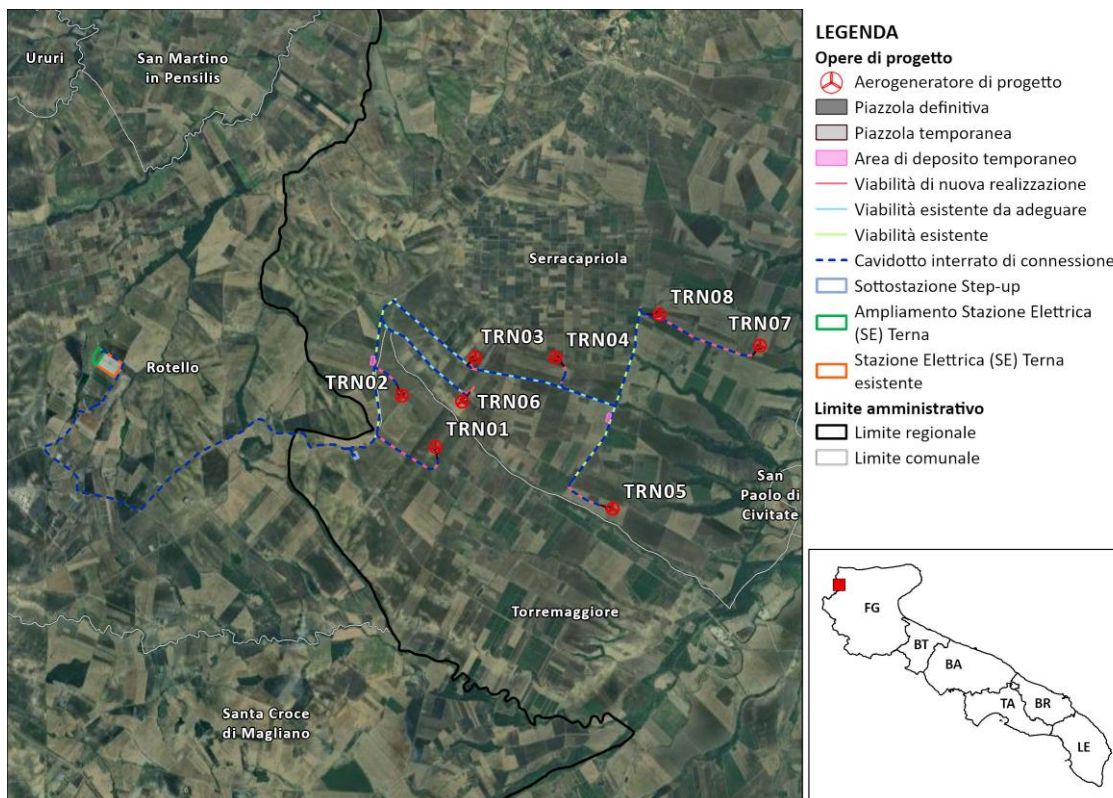 Ururi
San Martino
in Pensilis
Serracapriola
TRN08
TRN07
TRN03
TRN04
Rotello
TRN02
TRN06
TRN01
San
Paolo di
Civitate
TRN05
Torremaggiore
Santa Croce
di Magliano
LEGENDA
Opere di progetto
Aerogeneratore di progetto
Piazzola definitiva
Piazzola temporanea
Area di deposito temporaneo
Viabilità di nuova realizzazione
Viabilità esistente da adeguare
Viabilità esistente
Cavidotto interrato di connessione
Sottostazione Step-up
Ampliamento Stazione Elettrica
(SE) Terna
Stazione Elettrica (SE) Terna
esistente
Limite amministrativo
Limite regionale
Limite comunale
FG
BT
BA
TA
BR
LE